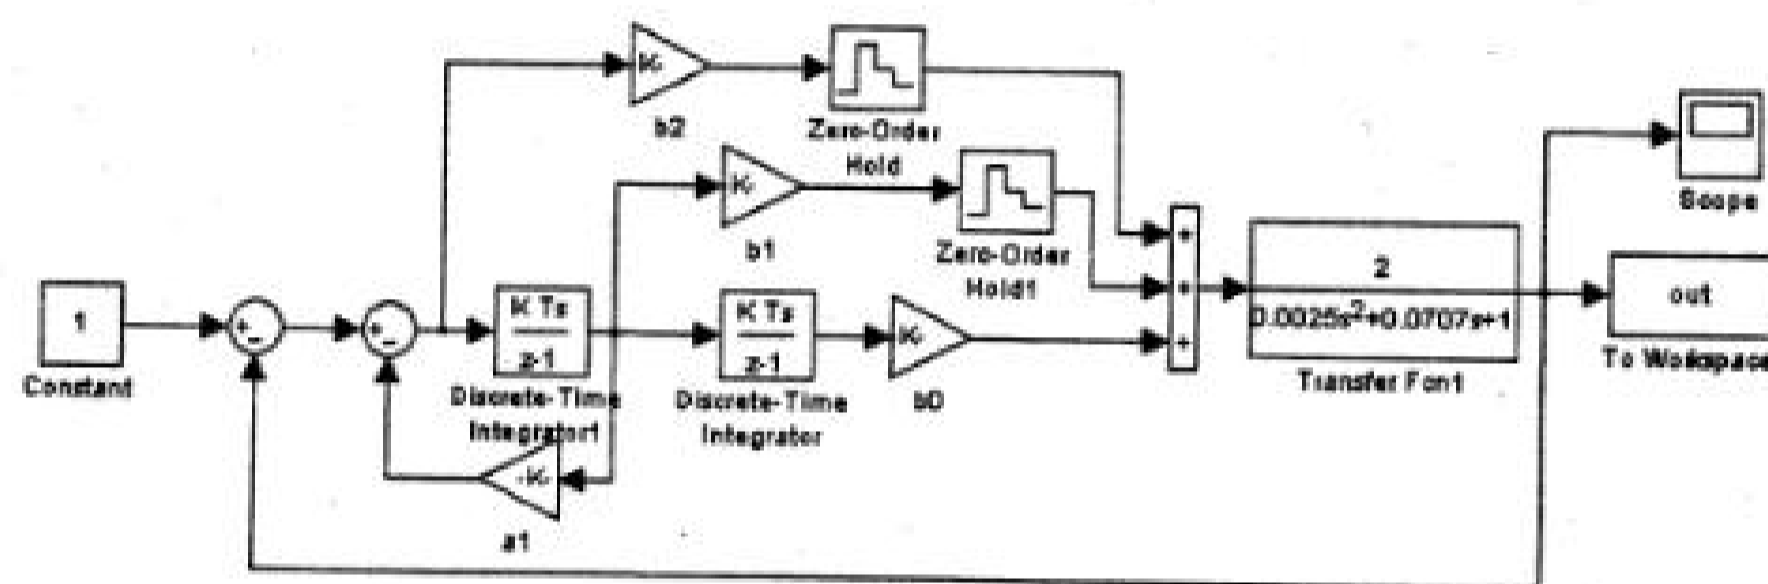 K
b2
Zero-Order
Hold
K
b1
Zero-Order
Hold1
Scope
1
Constant
+
−
+
−
K Ts
z-1
Discrete-Time
Integrator1
K Ts
z-1
Discrete-Time
Integrator
K
b0
+
+
+
2
0.0025s²+0.0707s+1
Transfer Fcn1
out
To Workspace
-K-
a1